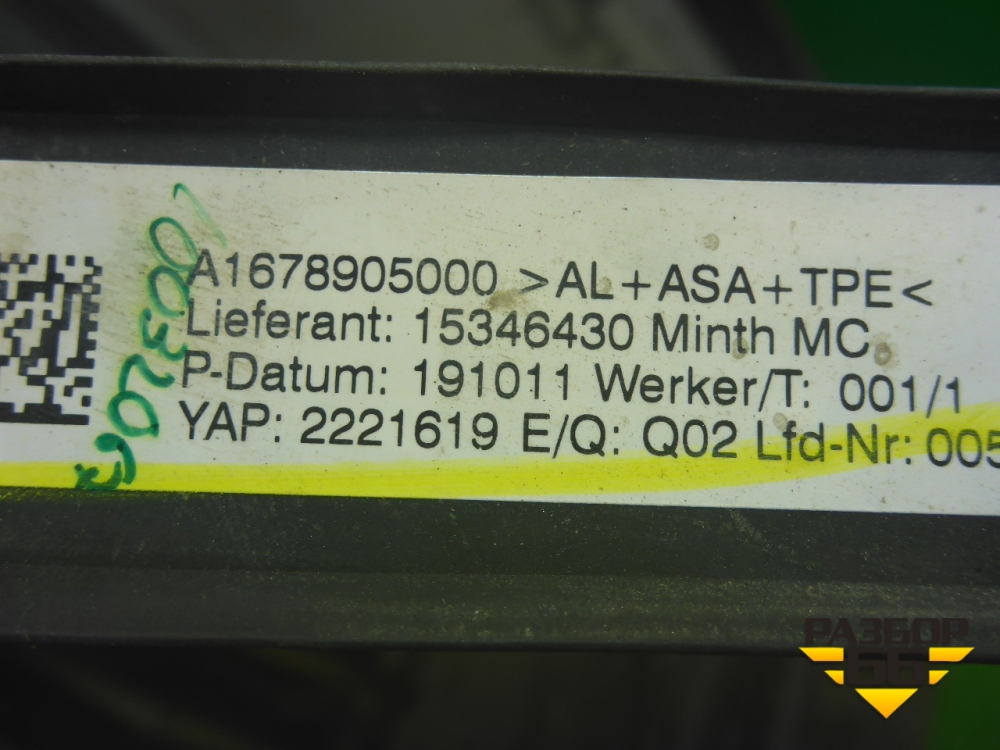 A1678905000 >AL+ASA+TPE<
Lieferant: 15346430 Minth MC
P-Datum: 191011 Werker/T: 001/1
YAP: 2221619 E/Q: Q02 Lfd-Nr: 005
РАЗБОР
66